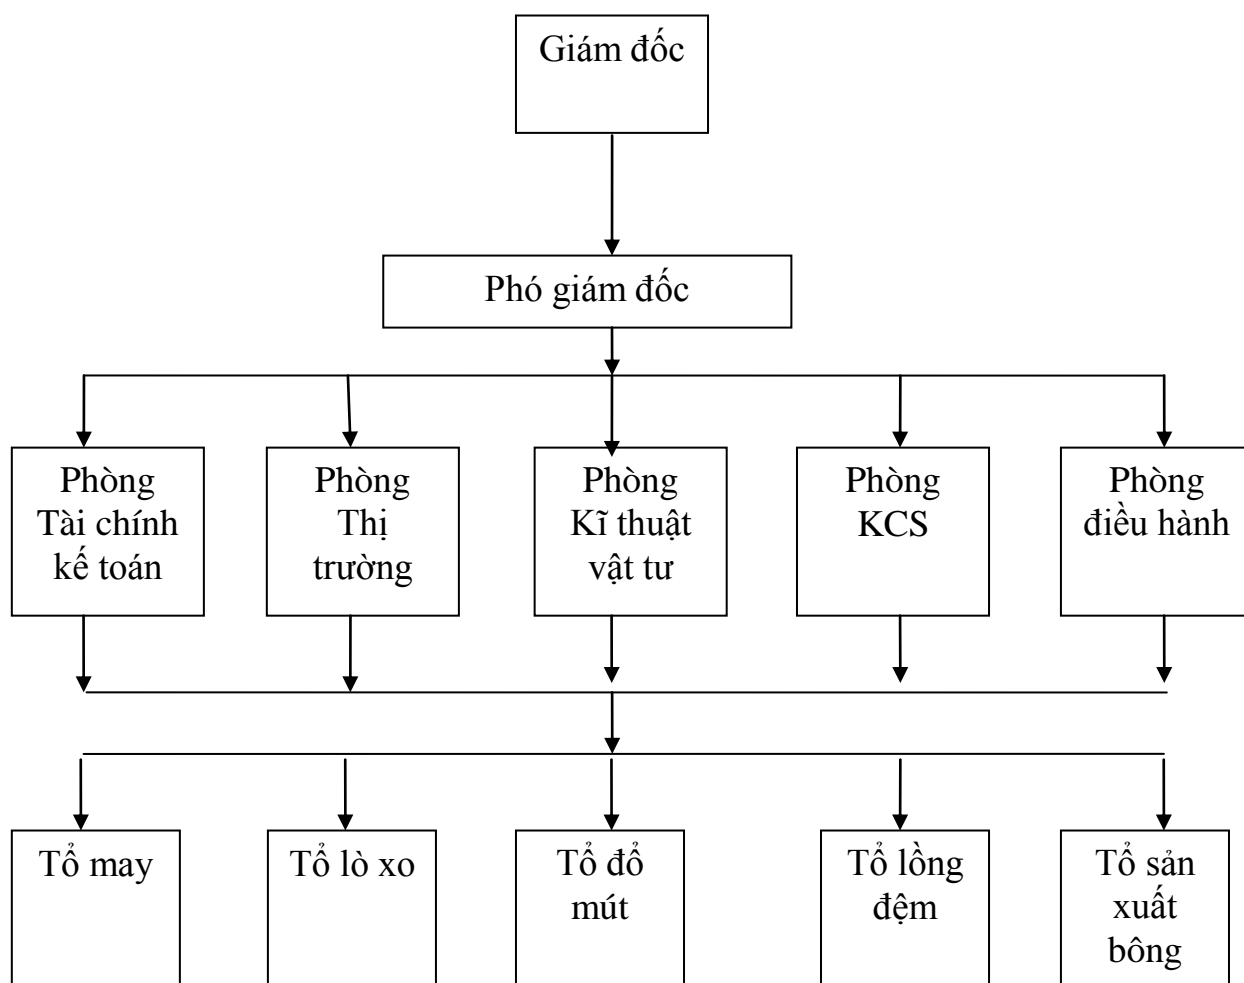 Giám đốc
Phó giám đốc
Phòng
Tài chính
kế toán
Phòng
Thị
trường
Phòng
Kĩ thuật
vật tư
Phòng
KCS
Phòng
điều hành
Tổ may
Tổ lò xo
Tổ đổ
mút
Tổ lồng
đệm
Tổ sản
xuất
bông